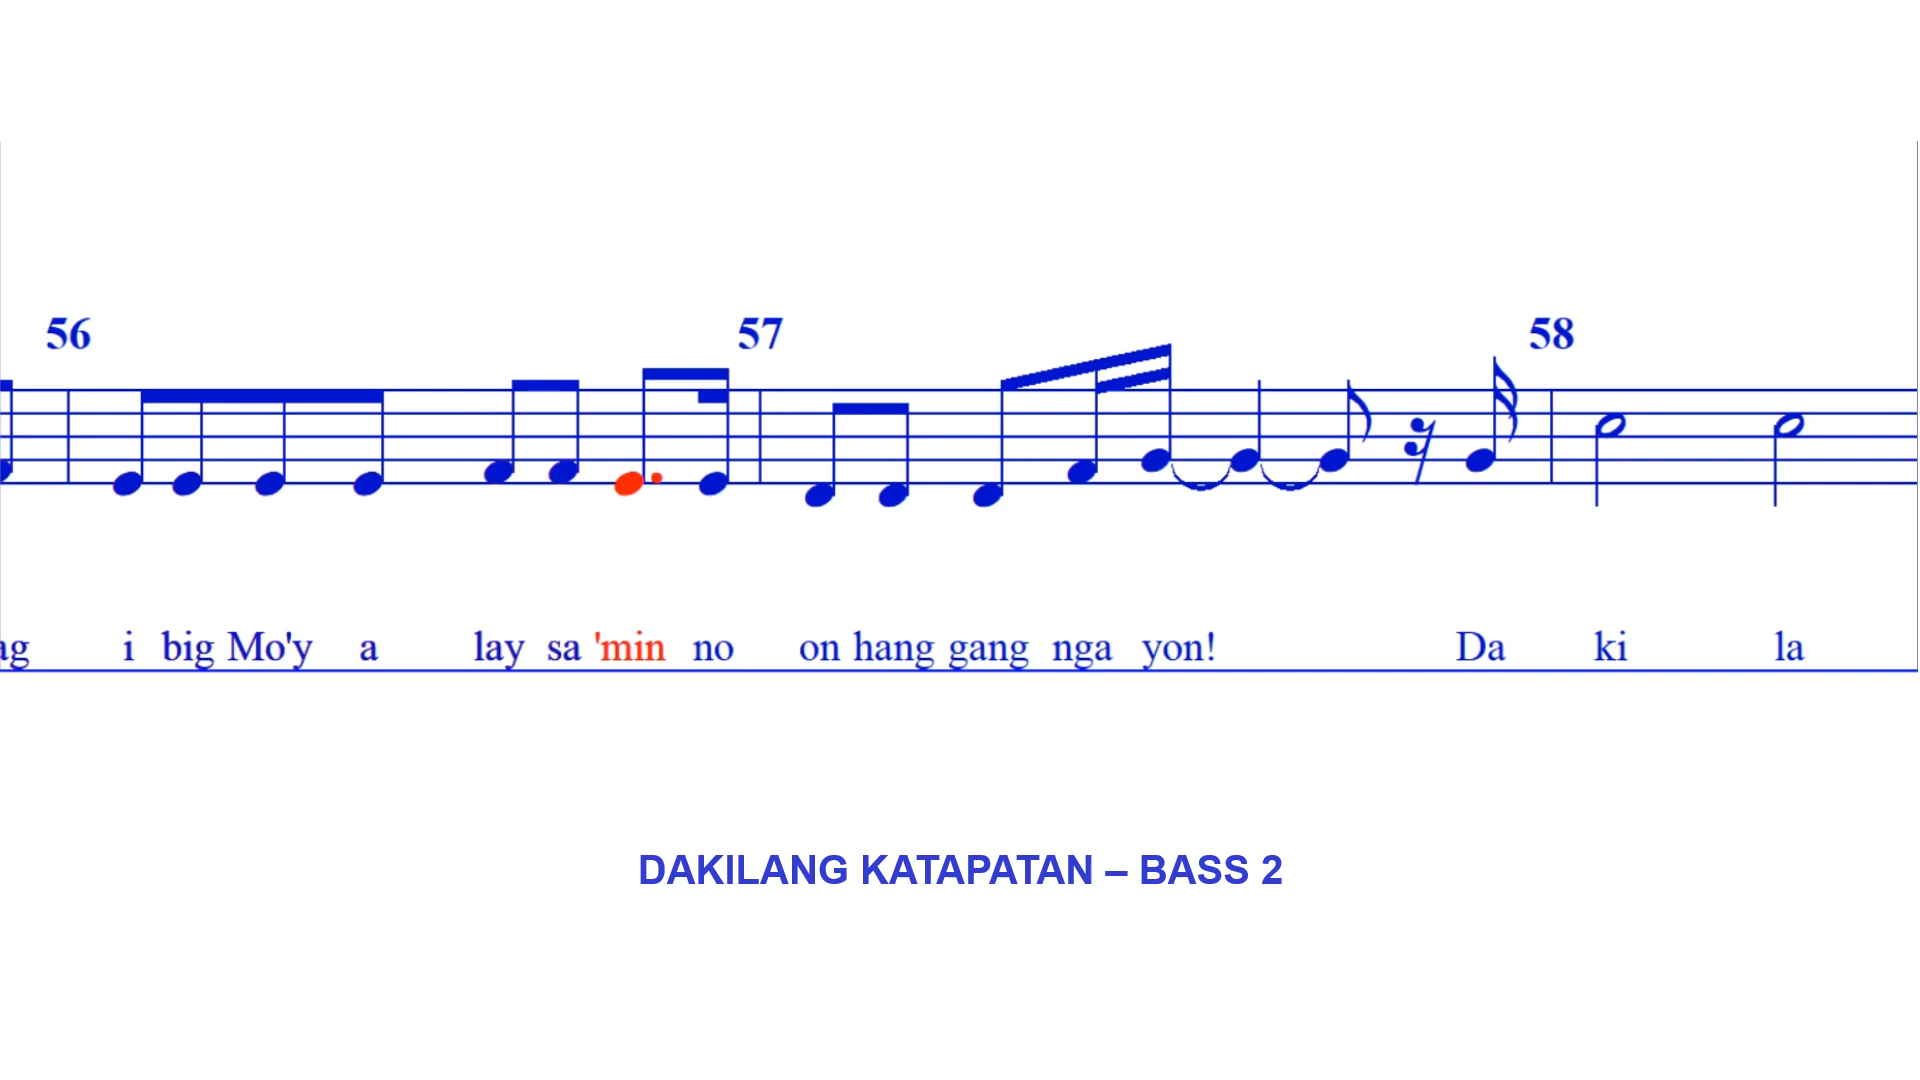 56 57 58
ag i big Mo'y a lay sa 'min no on hang gang nga yon! Da ki la
DAKILANG KATAPATAN – BASS 2